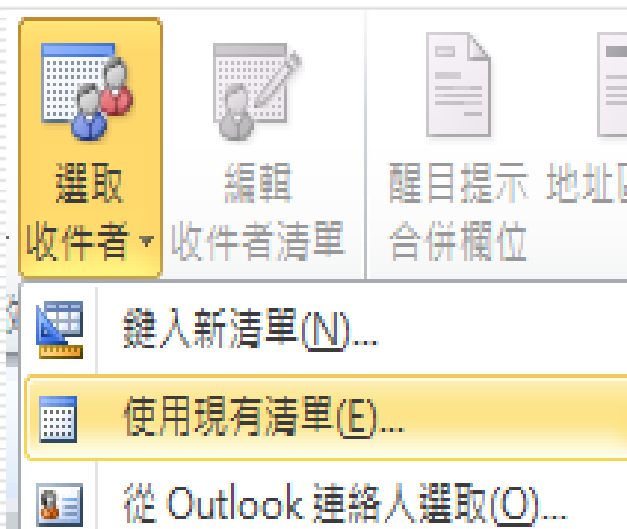 選取
收件者
編輯
收件者清單
醒目提示
合併欄位
地址
鍵入新清單(N)...
使用現有清單(E)...
從 Outlook 連絡人選取(O)...